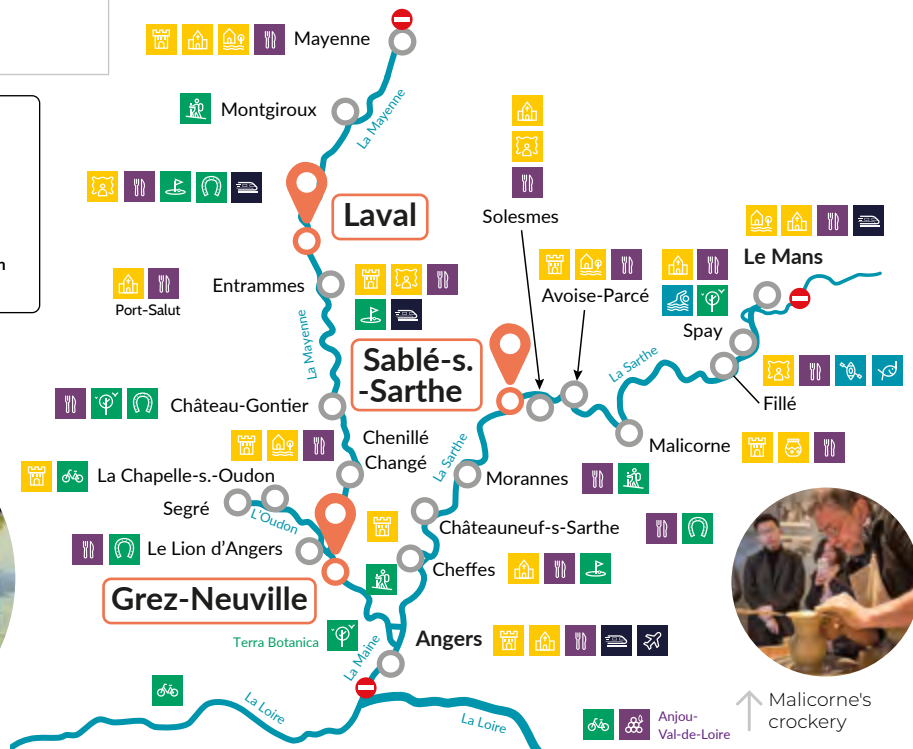 Mayenne
Montgiroux
La Mayenne
Laval
Solesmes
Le Mans
Entrammes
Avoise-Parcé
Port-Salut
Spay
La Mayenne
Sablé-s.
-Sarthe
La Sarthe
Fillé
Château-Gontier
Malicorne
Chenillé
Changé
La Sarthe
La Chapelle-s.-Oudon
Morannes
Segré
L'Oudon
Châteauneuf-s-Sarthe
Le Lion d'Angers
Cheffes
Grez-Neuville
Terra Botanica
Angers
La Maine
La Loire
La Loire
Anjou-
Val-de-Loire
Malicorne's
crockery